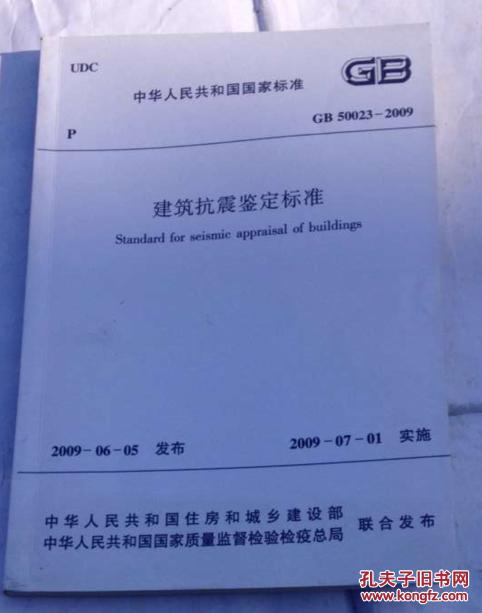 UDC
中华人民共和国国家标准
GB
P
GB 50023－2009
建筑抗震鉴定标准
Standard for seismic appraisal of buildings
2009－06－05 发布
2009－07－01 实施
中华人民共和国住房和城乡建设部
中华人民共和国国家质量监督检验检疫总局
联合发布
孔夫子旧书网
kongfz.com